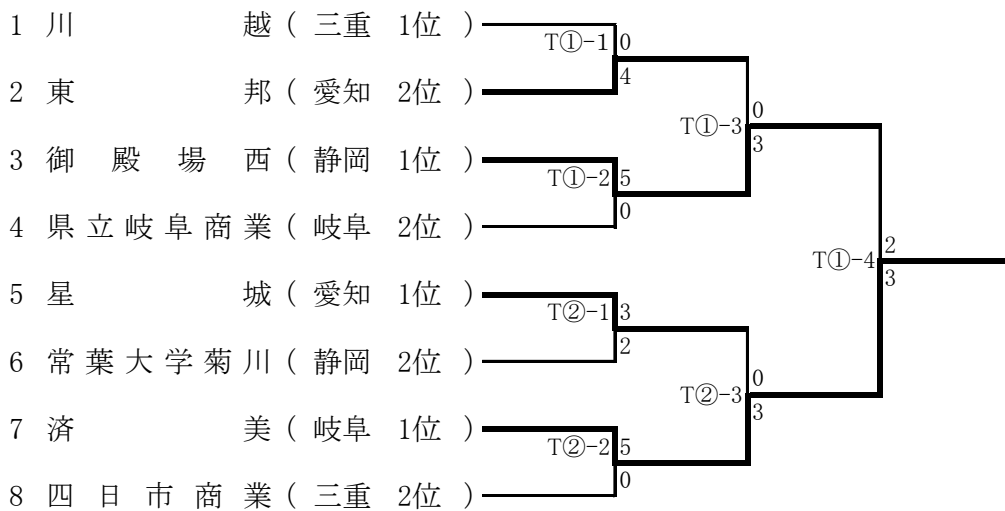 1 川越 ( 三重 1位 )
T①-1 0
4
2 東邦 ( 愛知 2位 )
T①-3 0
3
3 御殿場西 ( 静岡 1位 )
T①-2 5
0
4 県立岐阜商業 ( 岐阜 2位 )
T①-4 2
3
5 星城 ( 愛知 1位 )
T②-1 3
2
6 常葉大学菊川 ( 静岡 2位 )
T②-3 0
3
7 済美 ( 岐阜 1位 )
T②-2 5
0
8 四日市商業 ( 三重 2位 )